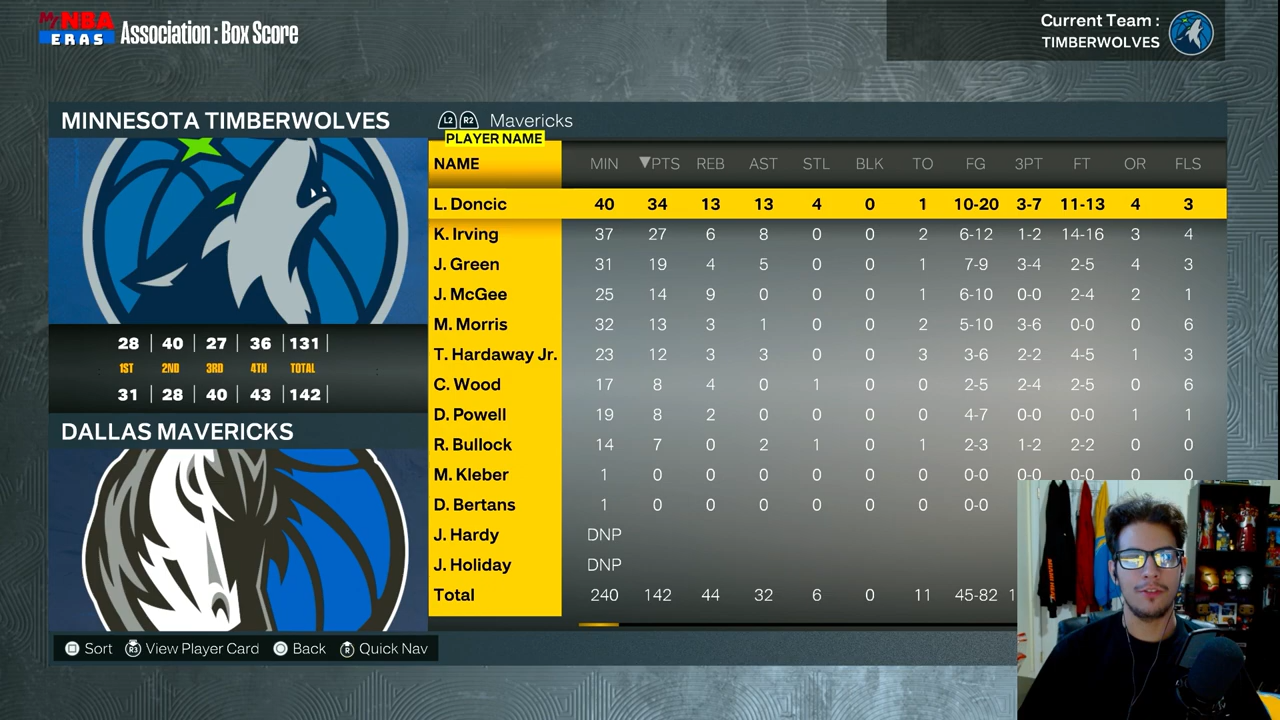 My NBA ERAS Association : Box Score
Current Team :
TIMBERWOLVES
MINNESOTA TIMBERWOLVES
28 | 40 | 27 | 36 | 131 |
1ST 2ND 3RD 4TH TOTAL
31 | 28 | 40 | 43 | 142 |
DALLAS MAVERICKS
L2 R2 Mavericks
PLAYER NAME
NAME MIN ▼PTS REB AST STL BLK TO FG 3PT FT OR FLS
L. Doncic 40 34 13 13 4 0 1 10-20 3-7 11-13 4 3
K. Irving 37 27 6 8 0 0 2 6-12 1-2 14-16 3 4
J. Green 31 19 4 5 0 0 1 7-9 3-4 2-5 4 3
J. McGee 25 14 9 0 0 0 1 6-10 0-0 2-4 2 1
M. Morris 32 13 3 1 0 0 2 5-10 3-6 0-0 0 6
T. Hardaway Jr. 23 12 3 3 0 0 3 3-6 2-2 4-5 1 3
C. Wood 17 8 4 0 1 0 0 2-5 2-4 2-5 0 6
D. Powell 19 8 2 0 0 0 0 4-7 0-0 0-0 1 1
R. Bullock 14 7 0 2 1 0 1 2-3 1-2 2-2 0 0
M. Kleber 1 0 0 0 0 0 0 0-0 0-0 0-0 0 0
D. Bertans 1 0 0 0 0 0 0 0-0
J. Hardy DNP
J. Holiday DNP
Total 240 142 44 32 6 0 11 45-82 1
Sort R3 View Player Card Back R Quick Nav